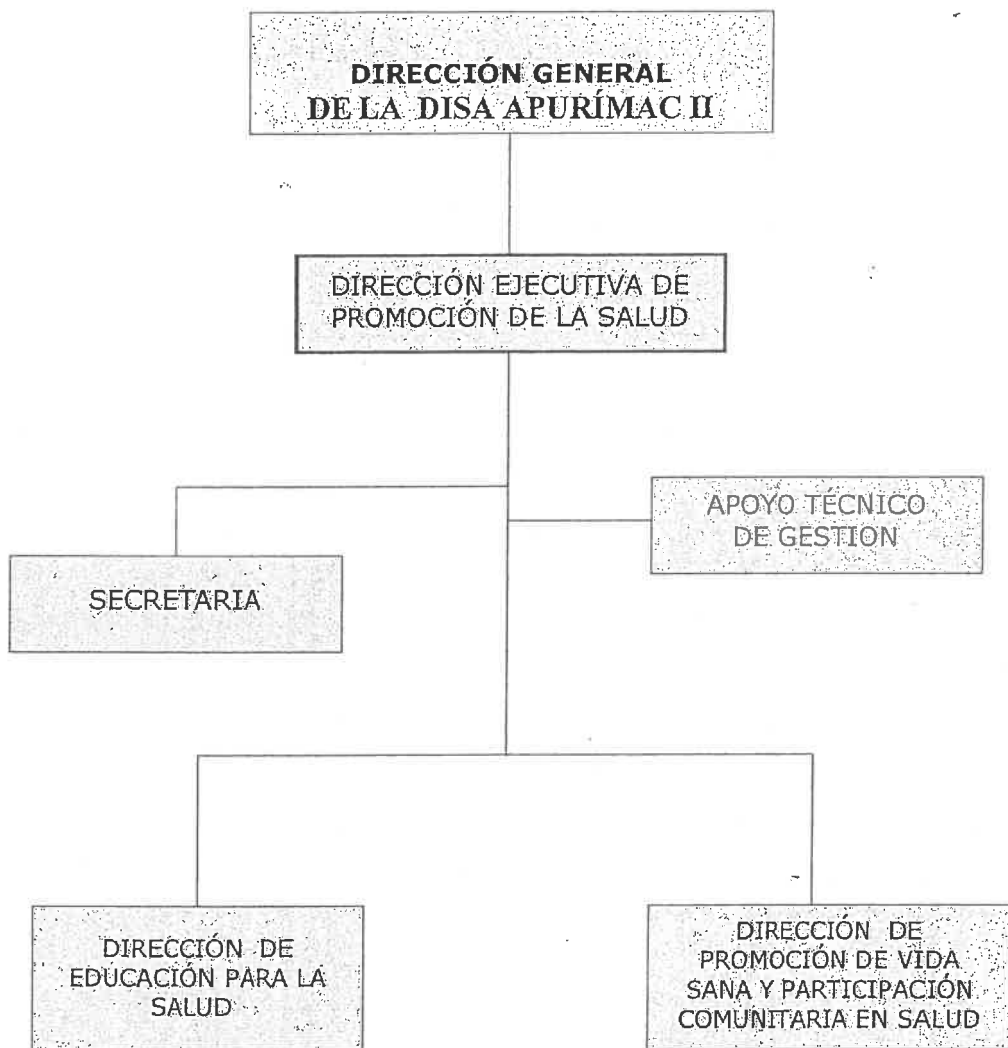 DIRECCIÓN GENERAL
DE LA DISA APURÍMAC II
DIRECCIÓN EJECUTIVA DE
PROMOCIÓN DE LA SALUD
APOYO TÉCNICO
DE GESTION
SECRETARIA
DIRECCIÓN DE
EDUCACIÓN PARA LA
SALUD
DIRECCIÓN DE
PROMOCIÓN DE VIDA
SANA Y PARTICIPACIÓN
COMUNITARIA EN SALUD